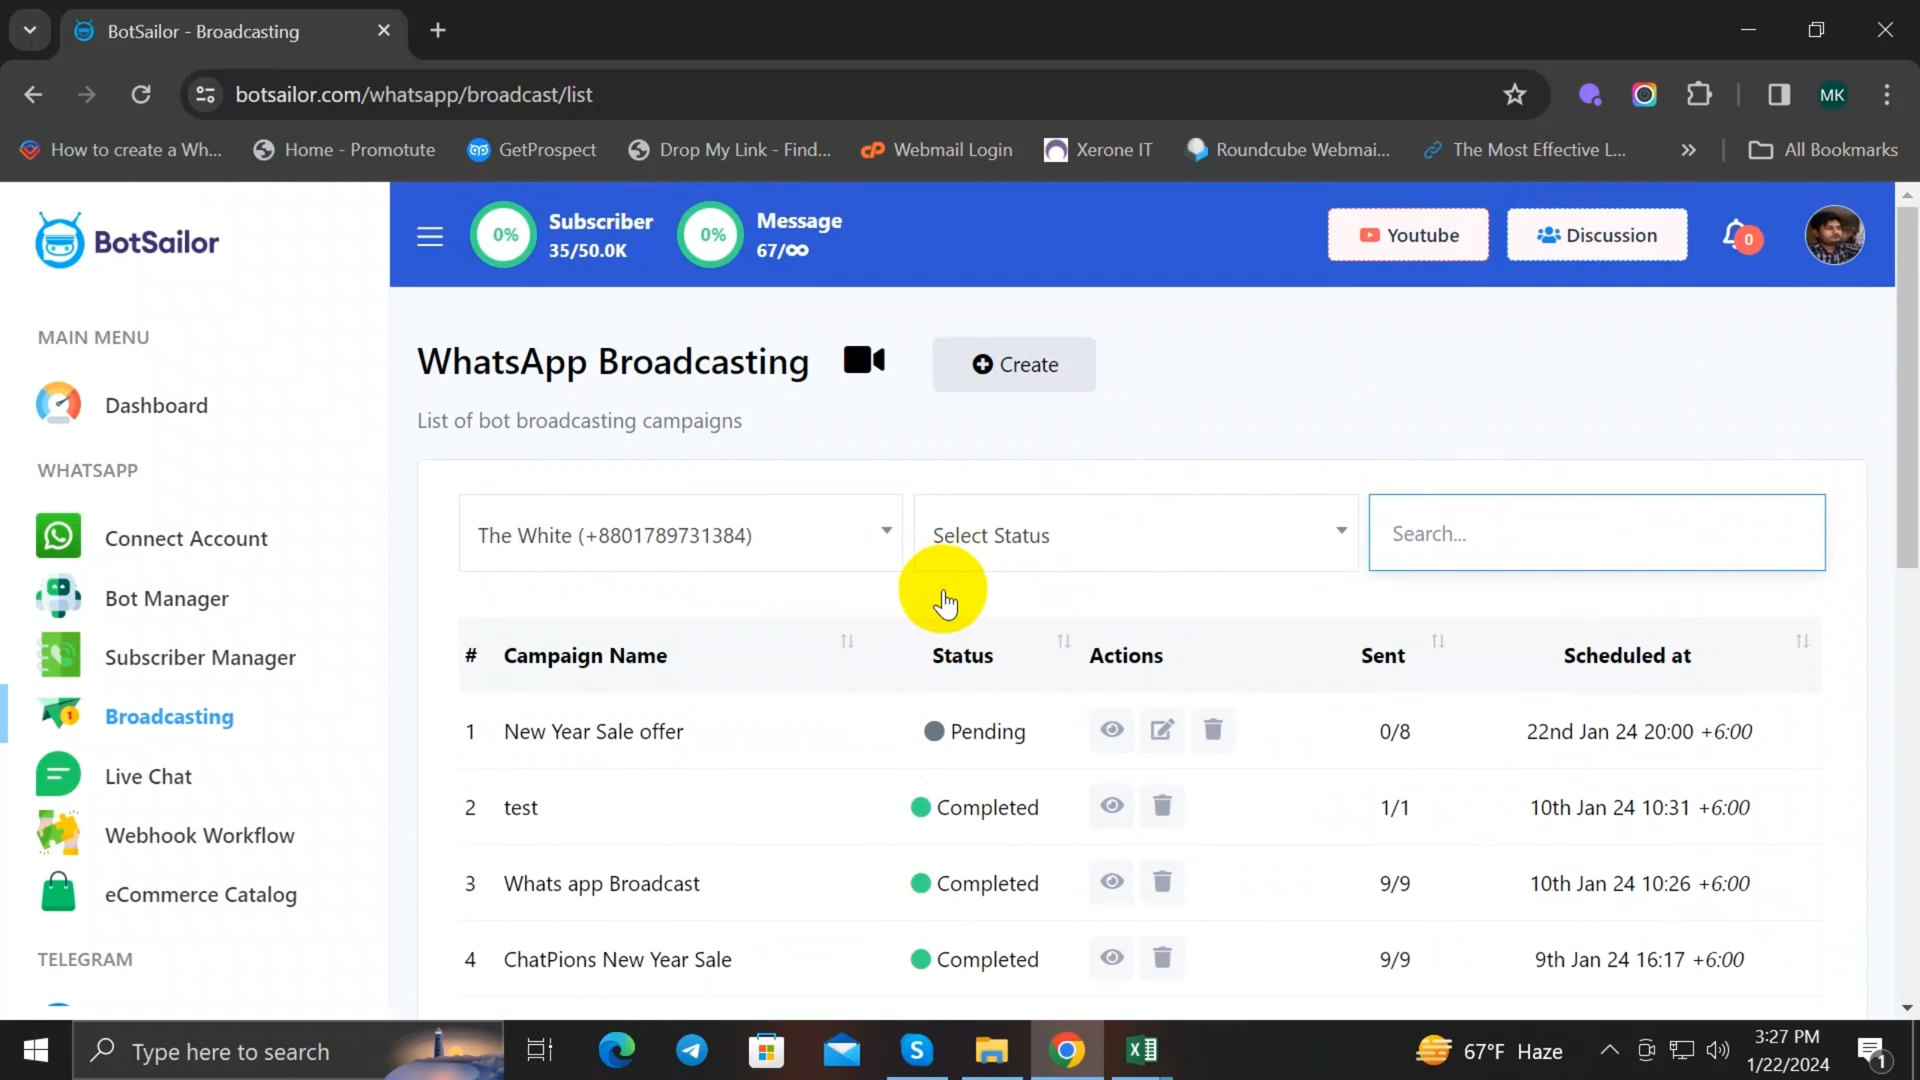 BotSailor - Broadcasting
botsailor.com/whatsapp/broadcast/list
MK
How to create a Wh...
Home - Promotute
GetProspect
Drop My Link - Find...
Webmail Login
Xerone IT
Roundcube Webmai...
The Most Effective L...
All Bookmarks
BotSailor
0%
Subscriber
35/50.0K
0%
Message
67/∞
Youtube
Discussion
0
MAIN MENU
Dashboard
WHATSAPP
Connect Account
Bot Manager
Subscriber Manager
Broadcasting
Live Chat
Webhook Workflow
eCommerce Catalog
TELEGRAM
WhatsApp Broadcasting
Create
List of bot broadcasting campaigns
The White (+8801789731384)
Select Status
Search...
# Campaign Name Status Actions Sent Scheduled at
1 New Year Sale offer Pending 0/8 22nd Jan 24 20:00 +6:00
2 test Completed 1/1 10th Jan 24 10:31 +6:00
3 Whats app Broadcast Completed 9/9 10th Jan 24 10:26 +6:00
4 ChatPions New Year Sale Completed 9/9 9th Jan 24 16:17 +6:00
Type here to search
67°F Haze
3:27 PM
1/22/2024
1